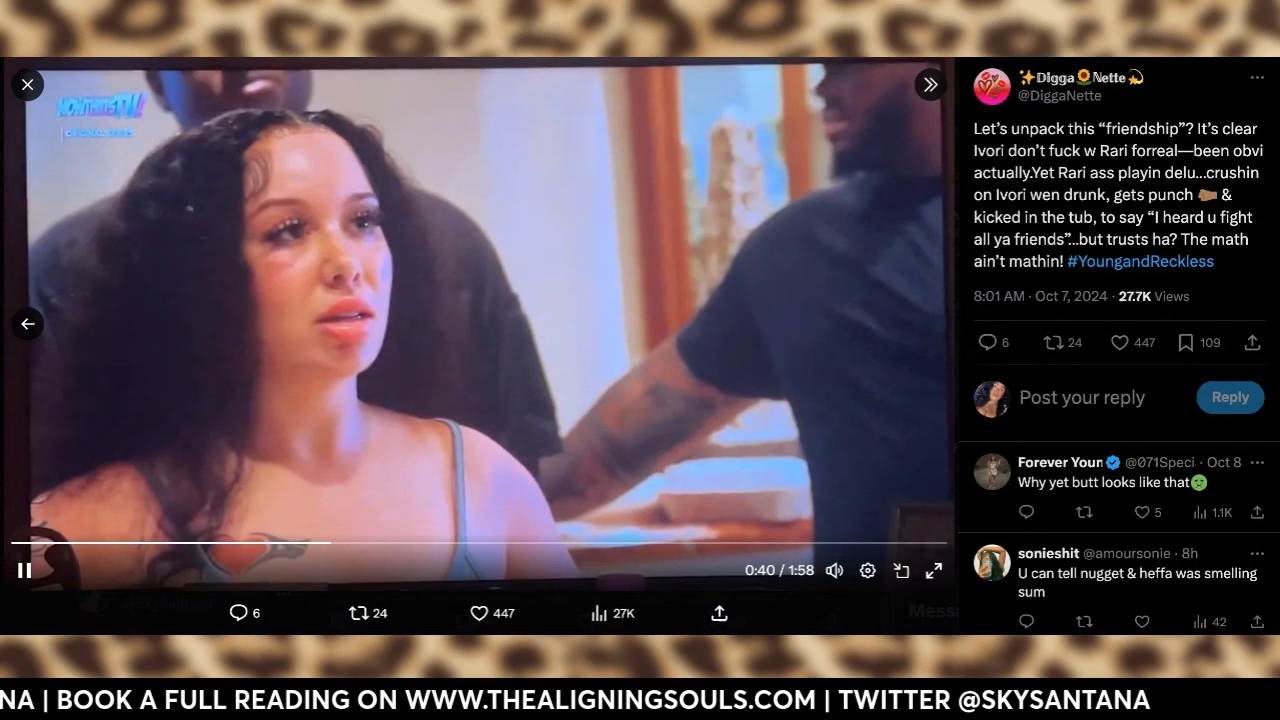 NOWTHATSTV!
ORIGINAL SERIES
✨Digga🌻Nette💫
@DiggaNette
Let's unpack this “friendship”? It's clear
Ivori don't fuck w Rari forreal—been obvi
actually.Yet Rari ass playin delu...crushin
on Ivori wen drunk, gets punch 🤛🏽 &
kicked in the tub, to say “I heard u fight
all ya friends”...but trusts ha? The math
ain't mathin! #YoungandReckless
8:01 AM · Oct 7, 2024 · 27.7K Views
6 24 447 109
Post your reply
Reply
Forever Youn @071Speci · Oct 8
Why yet butt looks like that🤢
5 1.1K
sonieshit @amoursonie · 8h
U can tell nugget & heffa was smelling
sum
42
0:40 / 1:58
6 24 447 27K
@SkySantana
Messa
NA | BOOK A FULL READING ON WWW.THEALIGNINGSOULS.COM | TWITTER @SKYSANTANA